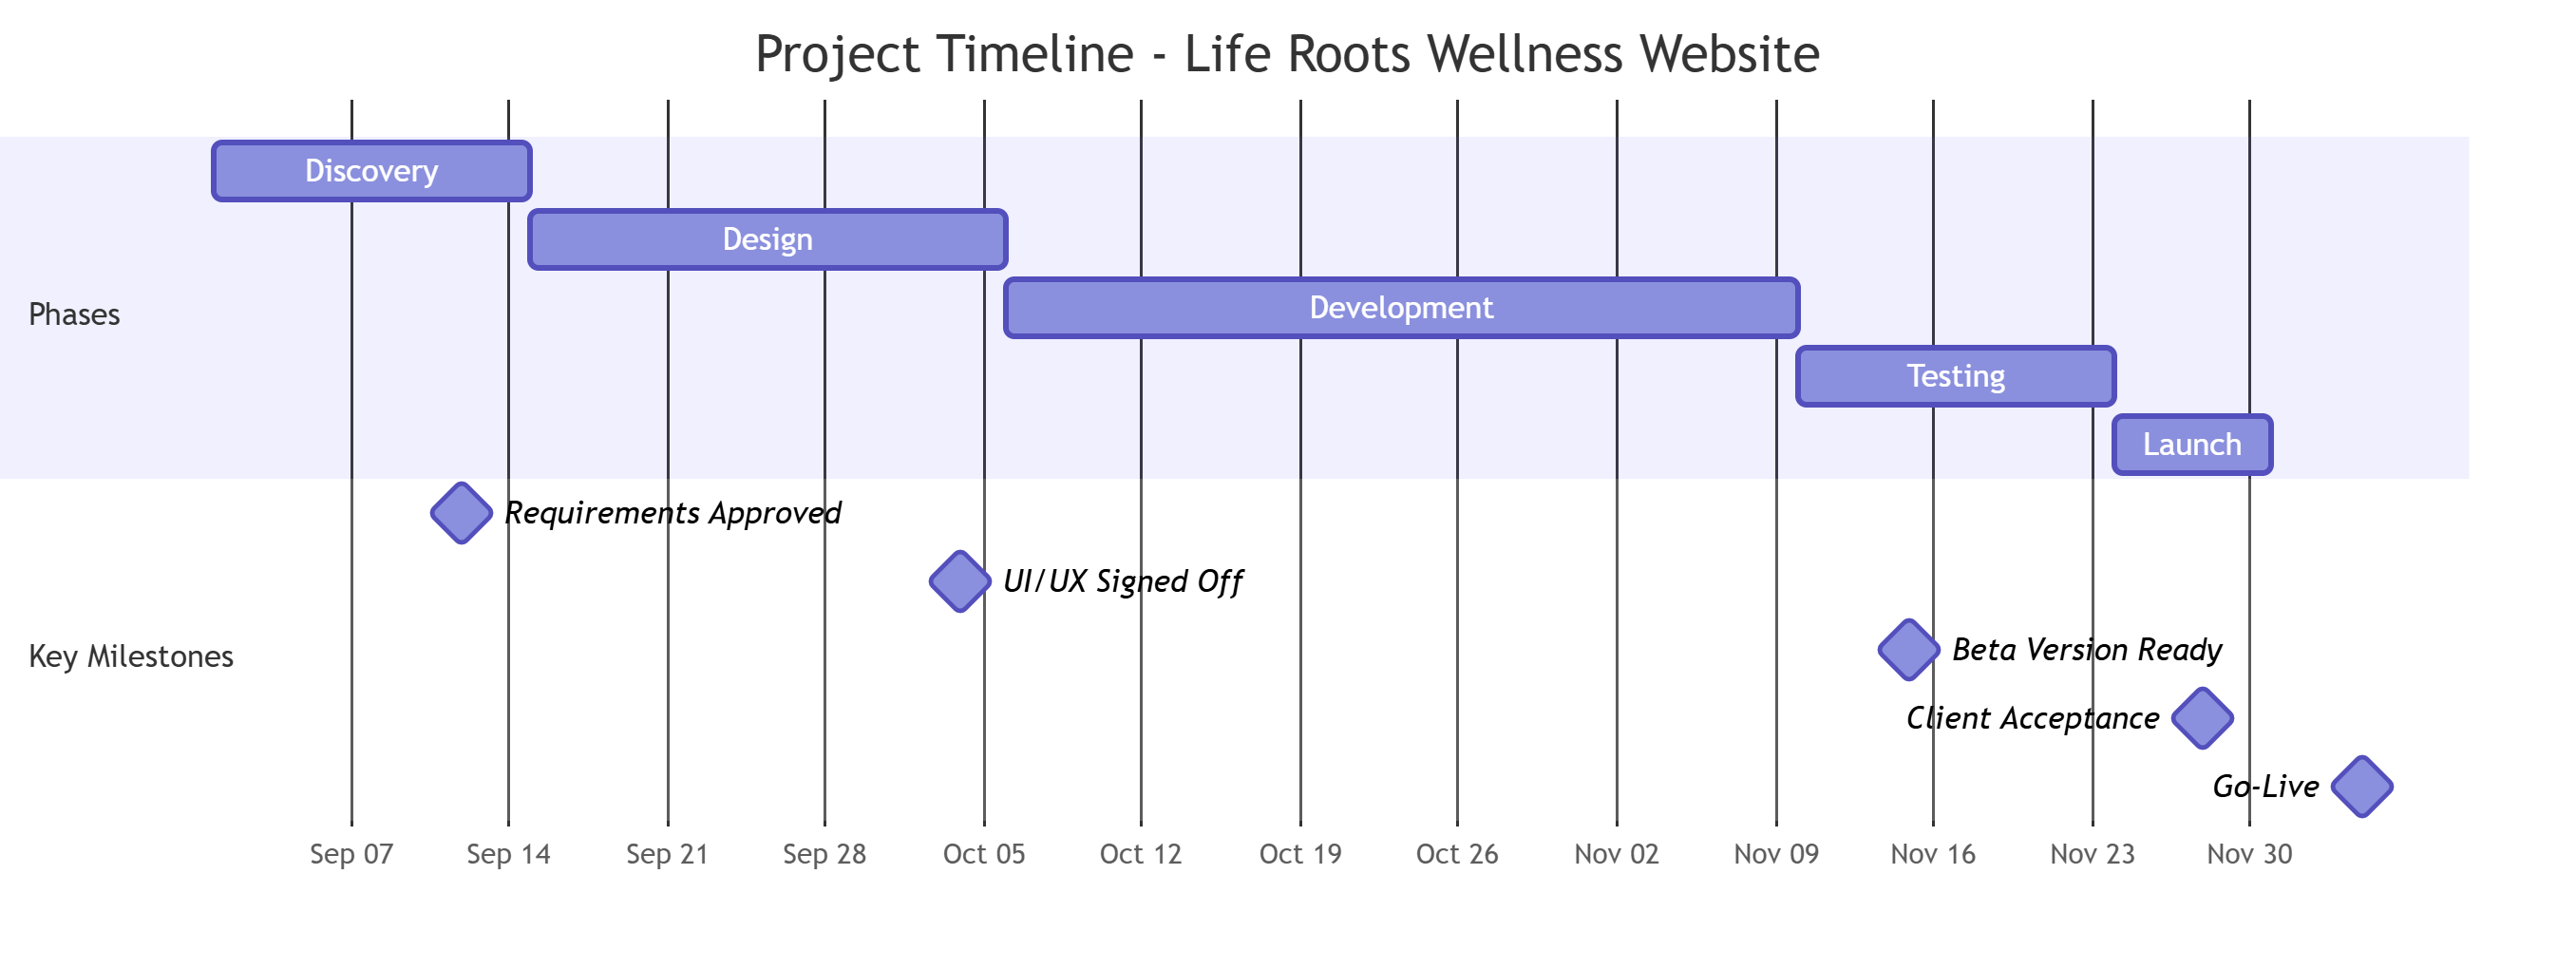 Project Timeline - Life Roots Wellness Website
Discovery
Design
Development
Testing
Launch
Phases
Requirements Approved
UI/UX Signed Off
Beta Version Ready
Client Acceptance
Go-Live
Key Milestones
Sep 07 Sep 14 Sep 21 Sep 28 Oct 05 Oct 12 Oct 19 Oct 26 Nov 02 Nov 09 Nov 16 Nov 23 Nov 30